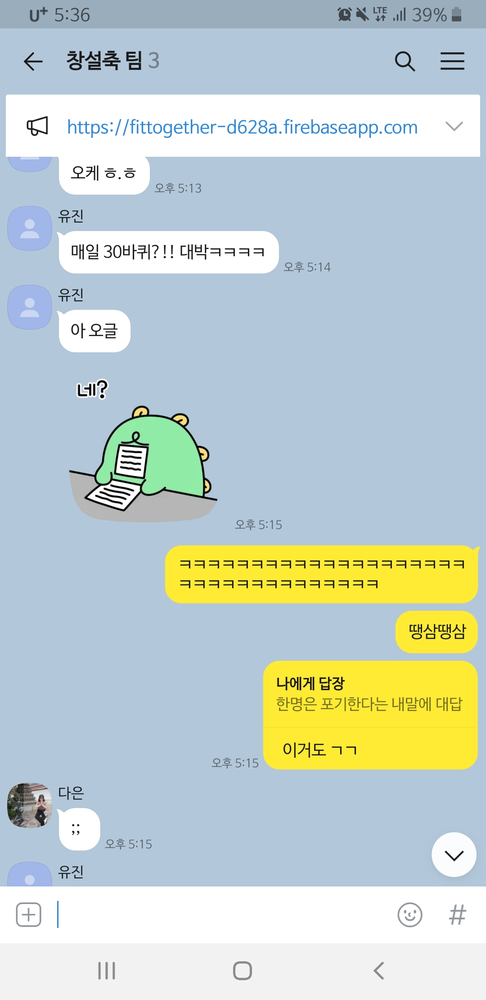 U+ 5:36 LTE 39%
창설축 팀 3
https://fittogether-d628a.firebaseapp.com
오케 ㅎ.ㅎ
오후 5:13
유진
매일 30바퀴?!! 대박ㅋㅋㅋㅋ
오후 5:14
유진
아 오글
네?
오후 5:15
ㅋㅋㅋㅋㅋㅋㅋㅋㅋㅋㅋㅋㅋㅋㅋㅋㅋㅋㅋㅋ
ㅋㅋㅋㅋㅋㅋㅋㅋㅋㅋㅋㅋㅋㅋ
땡삼땡삼
나에게 답장
한명은 포기한다는 내말에 대답
이거도 ㄱㄱ
오후 5:15
다은
;;
오후 5:15
유진
#